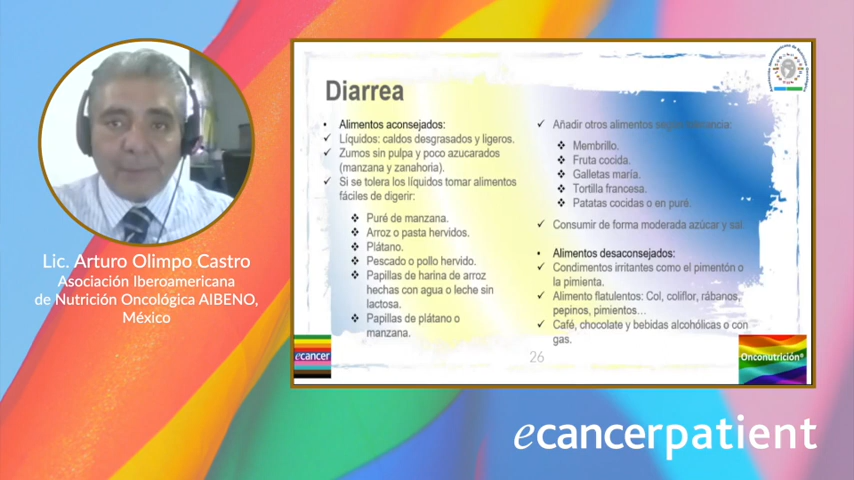 Diarrea
• Alimentos aconsejados:
✓ Líquidos: caldos desgrasados y ligeros.
✓ Zumos sin pulpa y poco azucarados
(manzana y zanahoria).
✓ Si se tolera los líquidos tomar alimentos
fáciles de digerir:
❖ Puré de manzana.
❖ Arroz o pasta hervidos.
❖ Plátano.
❖ Pescado o pollo hervido.
❖ Papillas de harina de arroz
hechas con agua o leche sin
lactosa.
❖ Papillas de plátano o
manzana.
✓ Añadir otros alimentos según tolerancia:
❖ Membrillo.
❖ Fruta cocida.
❖ Galletas maría.
❖ Tortilla francesa.
❖ Patatas cocidas o en puré.
✓ Consumir de forma moderada azúcar y sal.
• Alimentos desaconsejados:
✓ Condimentos irritantes como el pimentón o
la pimienta.
✓ Alimento flatulentos: Col, coliflor, rábanos,
pepinos, pimientos…
✓ Café, chocolate y bebidas alcohólicas o con
gas.
26
ecancer
Onconutrición®
Lic. Arturo Olimpo Castro
Asociación Iberoamericana
de Nutrición Oncológica AIBENO,
México
ecancerpatient